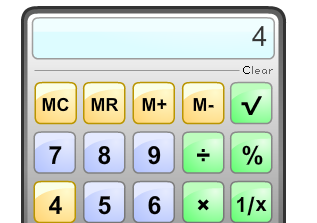 4
Clear
MC MR M+ M- √
7 8 9 ÷ %
4 5 6 × 1/x